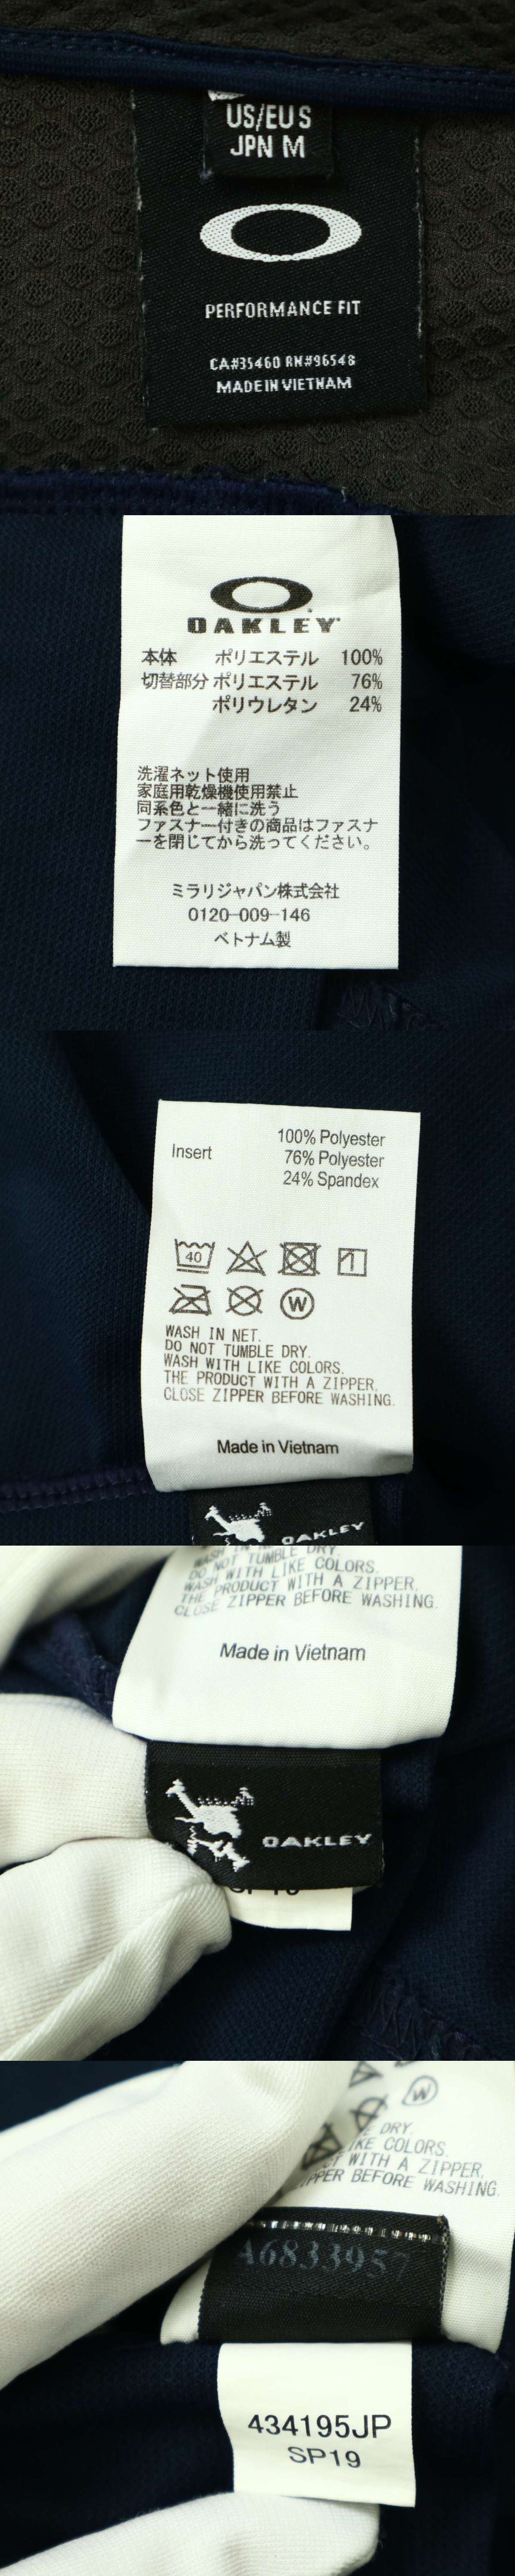 US/EU S
JPN M
PERFORMANCE FIT
CA#35460 RN#96548
MADE IN VIETNAM
OAKLEY
本体 ポリエステル 100%
切替部分 ポリエステル 76%
ポリウレタン 24%
洗濯ネット使用
家庭用乾燥機使用禁止
同系色と一緒に洗う
ファスナー付きの商品はファスナ
ーを閉じてから洗ってください。
ミラリジャパン株式会社
0120-009-146
ベトナム製
100% Polyester
Insert 76% Polyester
24% Spandex
40
W
WASH IN NET.
DO NOT TUMBLE DRY.
WASH WITH LIKE COLORS.
THE PRODUCT WITH A ZIPPER,
CLOSE ZIPPER BEFORE WASHING.
Made in Vietnam
OAKLEY
WASH IN NET.
DO NOT TUMBLE DRY.
WASH WITH LIKE COLORS.
THE PRODUCT WITH A ZIPPER,
CLOSE ZIPPER BEFORE WASHING.
Made in Vietnam
OAKLEY
W
E DRY.
IKE COLORS.
CT WITH A ZIPPER,
PPER BEFORE WASHING.
A6833957
434195JP
SP19